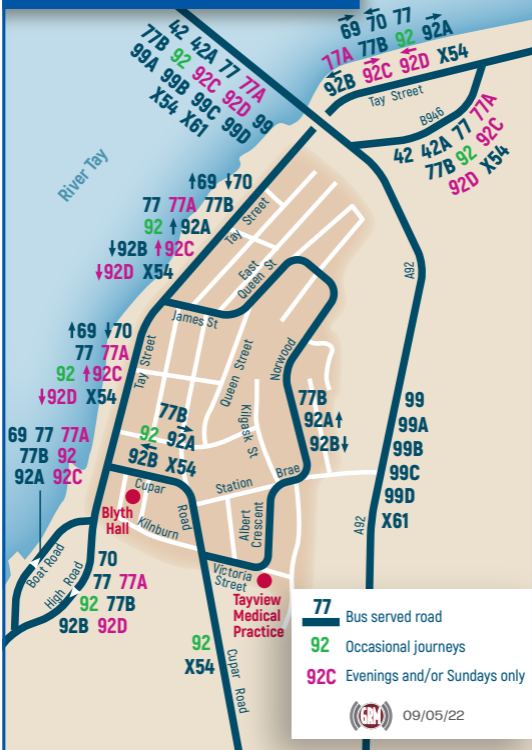 42 42A 77 77A
77B 92 92C 92D 99
99A 99B 99C 99D
X54 X61
→69 ←70 77
77A 77B 92 →92A
←92B →92C ←92D X54
Tay Street
B946
42 42A 77 77A
77B 92 92C
92D X54
River Tay
↑69 ↓70
77 77A 77B
92 ↑92A
↓92B ↑92C
↓92D X54
Tay Street
East
Queen St
James St
A92
↑69 ↓70
77 77A
92 ↑92C
↓92D X54
Tay Street
Queen Street
Norwood
Kilgask St
77B
92 →92A
←92B X54
77B
92A↑
92B↓
99
99A
99B
99C
99D
X61
69 77 77A
77B 92
92A 92C
Cupar
Road
Station
Brae
Blyth
Hall
Kilnburn
Albert
Crescent
A92
Boat Road
High Road
70
77 77A
92 77B
92B 92D
Victoria
Street
Tayview
Medical
Practice
92
X54
Cupar Road
77 Bus served road
92 Occasional journeys
92C Evenings and/or Sundays only
GRM 09/05/22